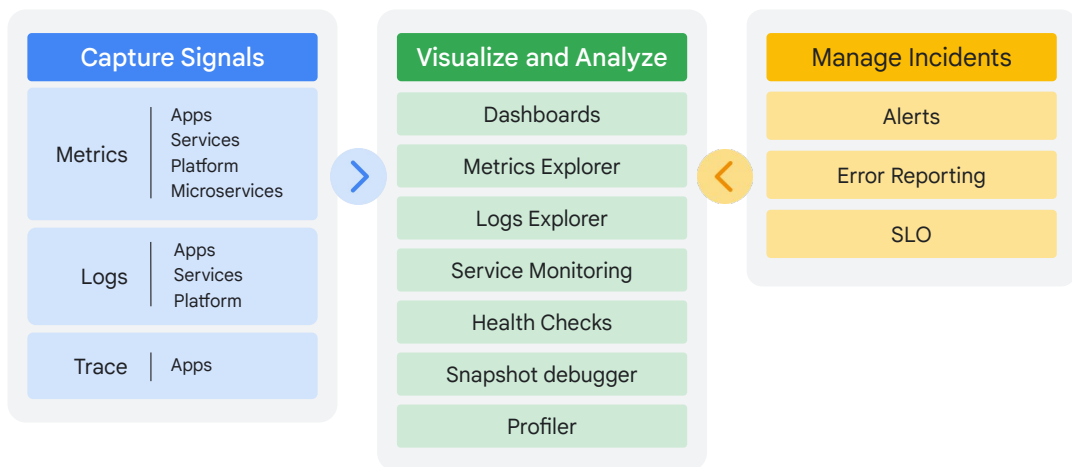 Capture Signals
Metrics
Apps
Services
Platform
Microservices
Logs
Apps
Services
Platform
Trace
Apps
Visualize and Analyze
Dashboards
Metrics Explorer
Logs Explorer
Service Monitoring
Health Checks
Snapshot debugger
Profiler
Manage Incidents
Alerts
Error Reporting
SLO